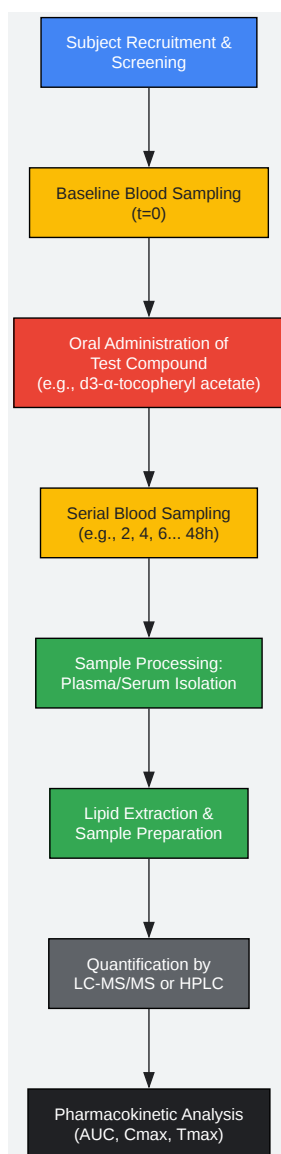 Subject Recruitment &
Screening
Baseline Blood Sampling
(t=0)
Oral Administration of
Test Compound
(e.g., d3-α-tocopheryl acetate)
Serial Blood Sampling
(e.g., 2, 4, 6... 48h)
Sample Processing:
Plasma/Serum Isolation
Lipid Extraction &
Sample Preparation
Quantification by
LC-MS/MS or HPLC
Pharmacokinetic Analysis
(AUC, Cmax, Tmax)